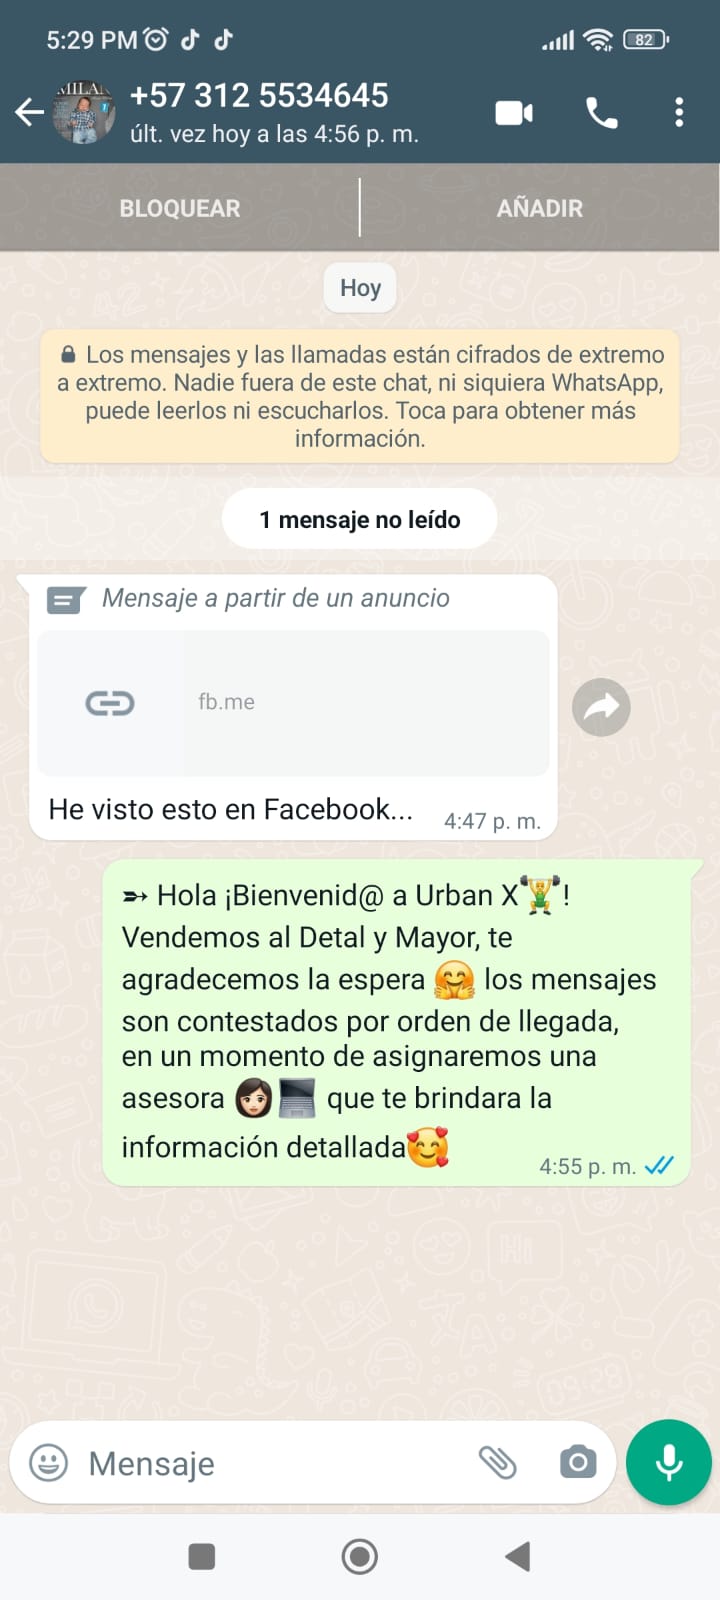 5:29 PM
82
MILAN
+57 312 5534645
últ. vez hoy a las 4:56 p. m.
BLOQUEAR
AÑADIR
Hoy
Los mensajes y las llamadas están cifrados de extremo
a extremo. Nadie fuera de este chat, ni siquiera WhatsApp,
puede leerlos ni escucharlos. Toca para obtener más
información.
1 mensaje no leído
Mensaje a partir de un anuncio
fb.me
He visto esto en Facebook...
4:47 p. m.
➵ Hola ¡Bienvenid@ a Urban X🏋️!
Vendemos al Detal y Mayor, te
agradecemos la espera 🤗 los mensajes
son contestados por orden de llegada,
en un momento de asignaremos una
asesora 👩🏻‍💻 que te brindara la
información detallada🥰
4:55 p. m.
Mensaje